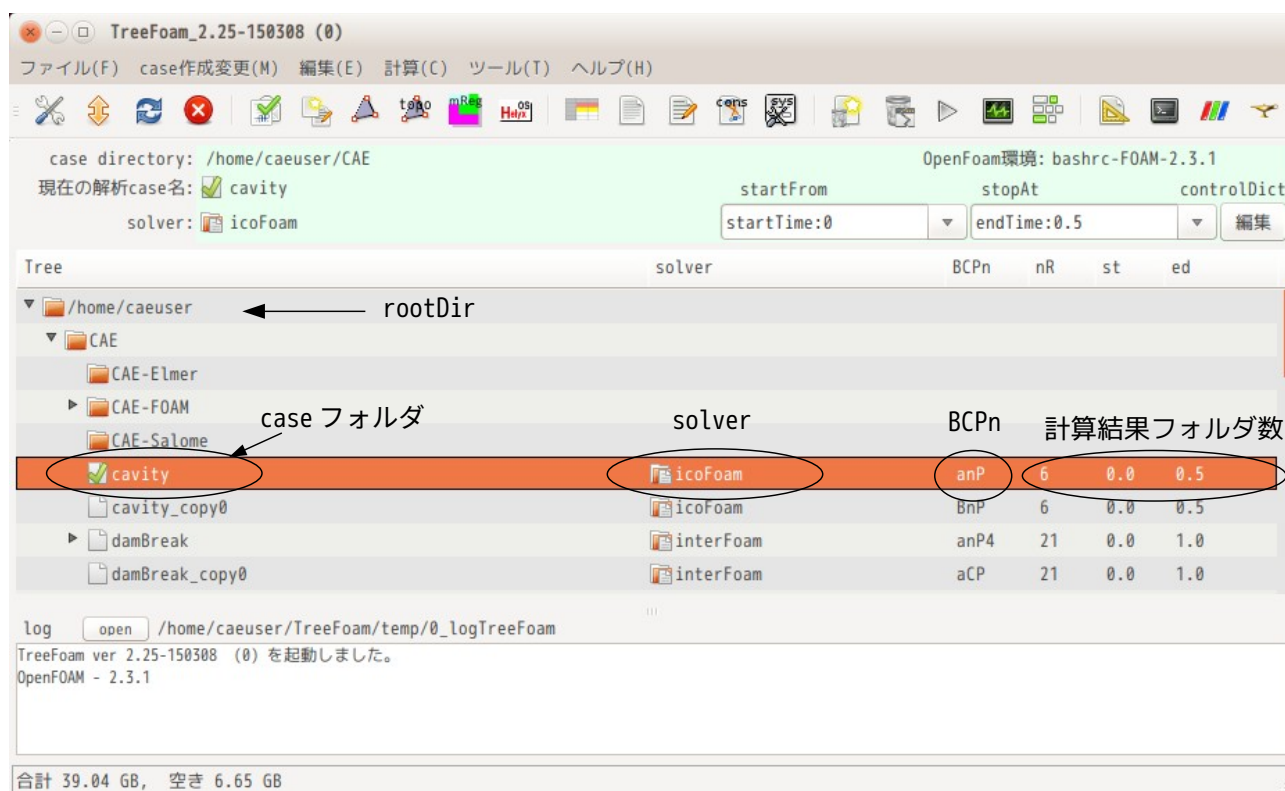 TreeFoam_2.25-150308 (0)
ファイル(F) case作成変更(M) 編集(E) 計算(C) ツール(T) ヘルプ(H)
topo mReg Helyx OS cons SYS
case directory: /home/caeuser/CAE OpenFoam環境: bashrc-FOAM-2.3.1
現在の解析case名: cavity startFrom stopAt controlDict
solver: icoFoam startTime:0 endTime:0.5 編集
Tree solver BCPn nR st ed
/home/caeuser rootDir
CAE
CAE-Elmer
CAE-FOAM case フォルダ solver BCPn 計算結果フォルダ数
CAE-Salome
cavity icoFoam anP 6 0.0 0.5
cavity_copy0 icoFoam BnP 6 0.0 0.5
damBreak interFoam anP4 21 0.0 1.0
damBreak_copy0 interFoam aCP 21 0.0 1.0
log open /home/caeuser/TreeFoam/temp/0_logTreeFoam
TreeFoam ver 2.25-150308 (0) を起動しました。
OpenFOAM - 2.3.1
合計 39.04 GB, 空き 6.65 GB